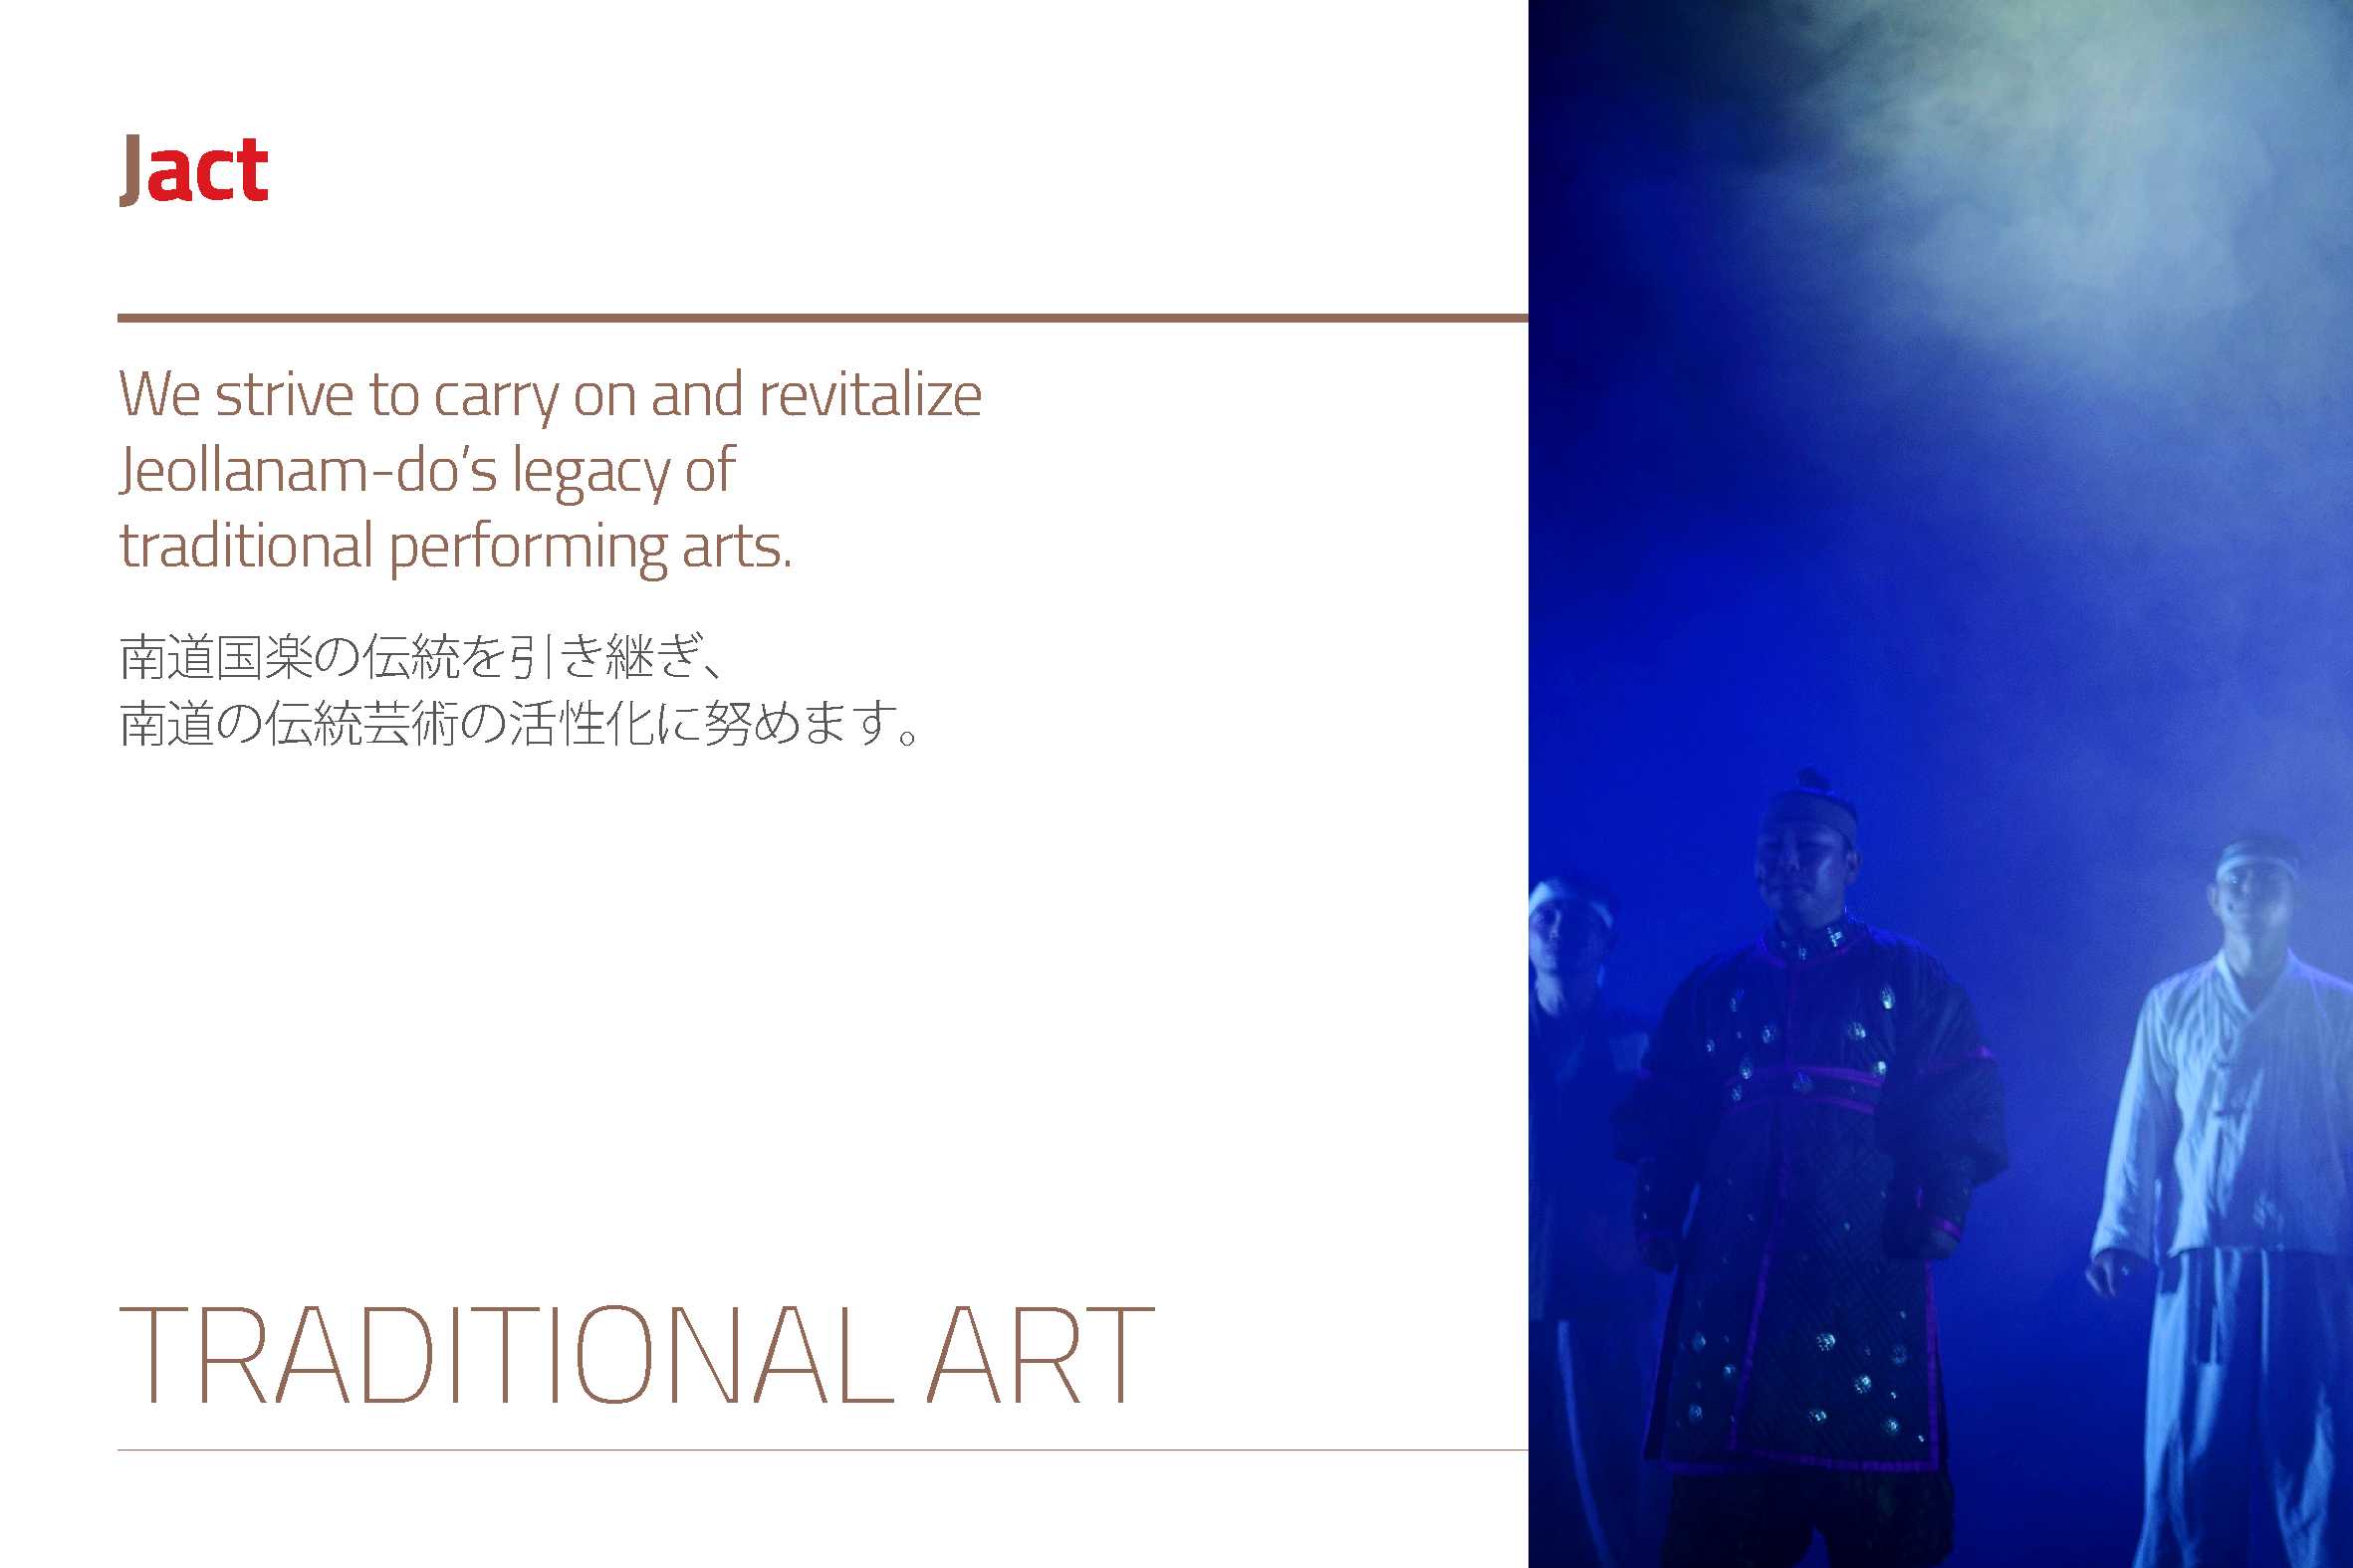 Jact
We strive to carry on and revitalize
Jeollanam-do’s legacy of
traditional performing arts.
南道国楽の伝統を引き継ぎ、
南道の伝統芸術の活性化に努めます。
TRADITIONAL ART